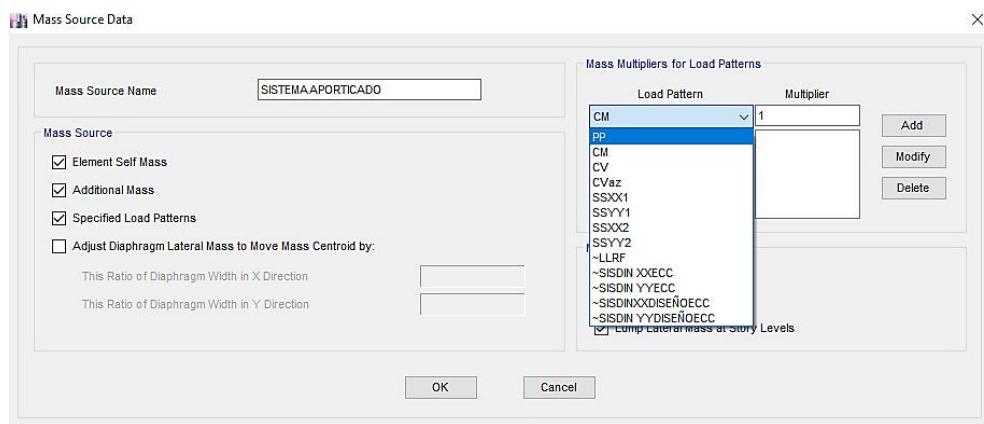 Mass Source Data
Mass Source Name
SISTEMA APORTICADO
Mass Source
Element Self Mass
Additional Mass
Specified Load Patterns
Adjust Diaphragm Lateral Mass to Move Mass Centroid by:
This Ratio of Diaphragm Width in X Direction
This Ratio of Diaphragm Width in Y Direction
Mass Multipliers for Load Patterns
Load Pattern Multiplier
CM 1
PP
CM
CV
CVaz
SSXX1
SSYY1
SSXX2
SSYY2
~LLRF
~SISDIN XXECC
~SISDIN YYECC
~SISDINXXDISEÑOECC
~SISDIN YYDISEÑOECC
Lump Lateral Mass at Story Levels
Add
Modify
Delete
OK Cancel